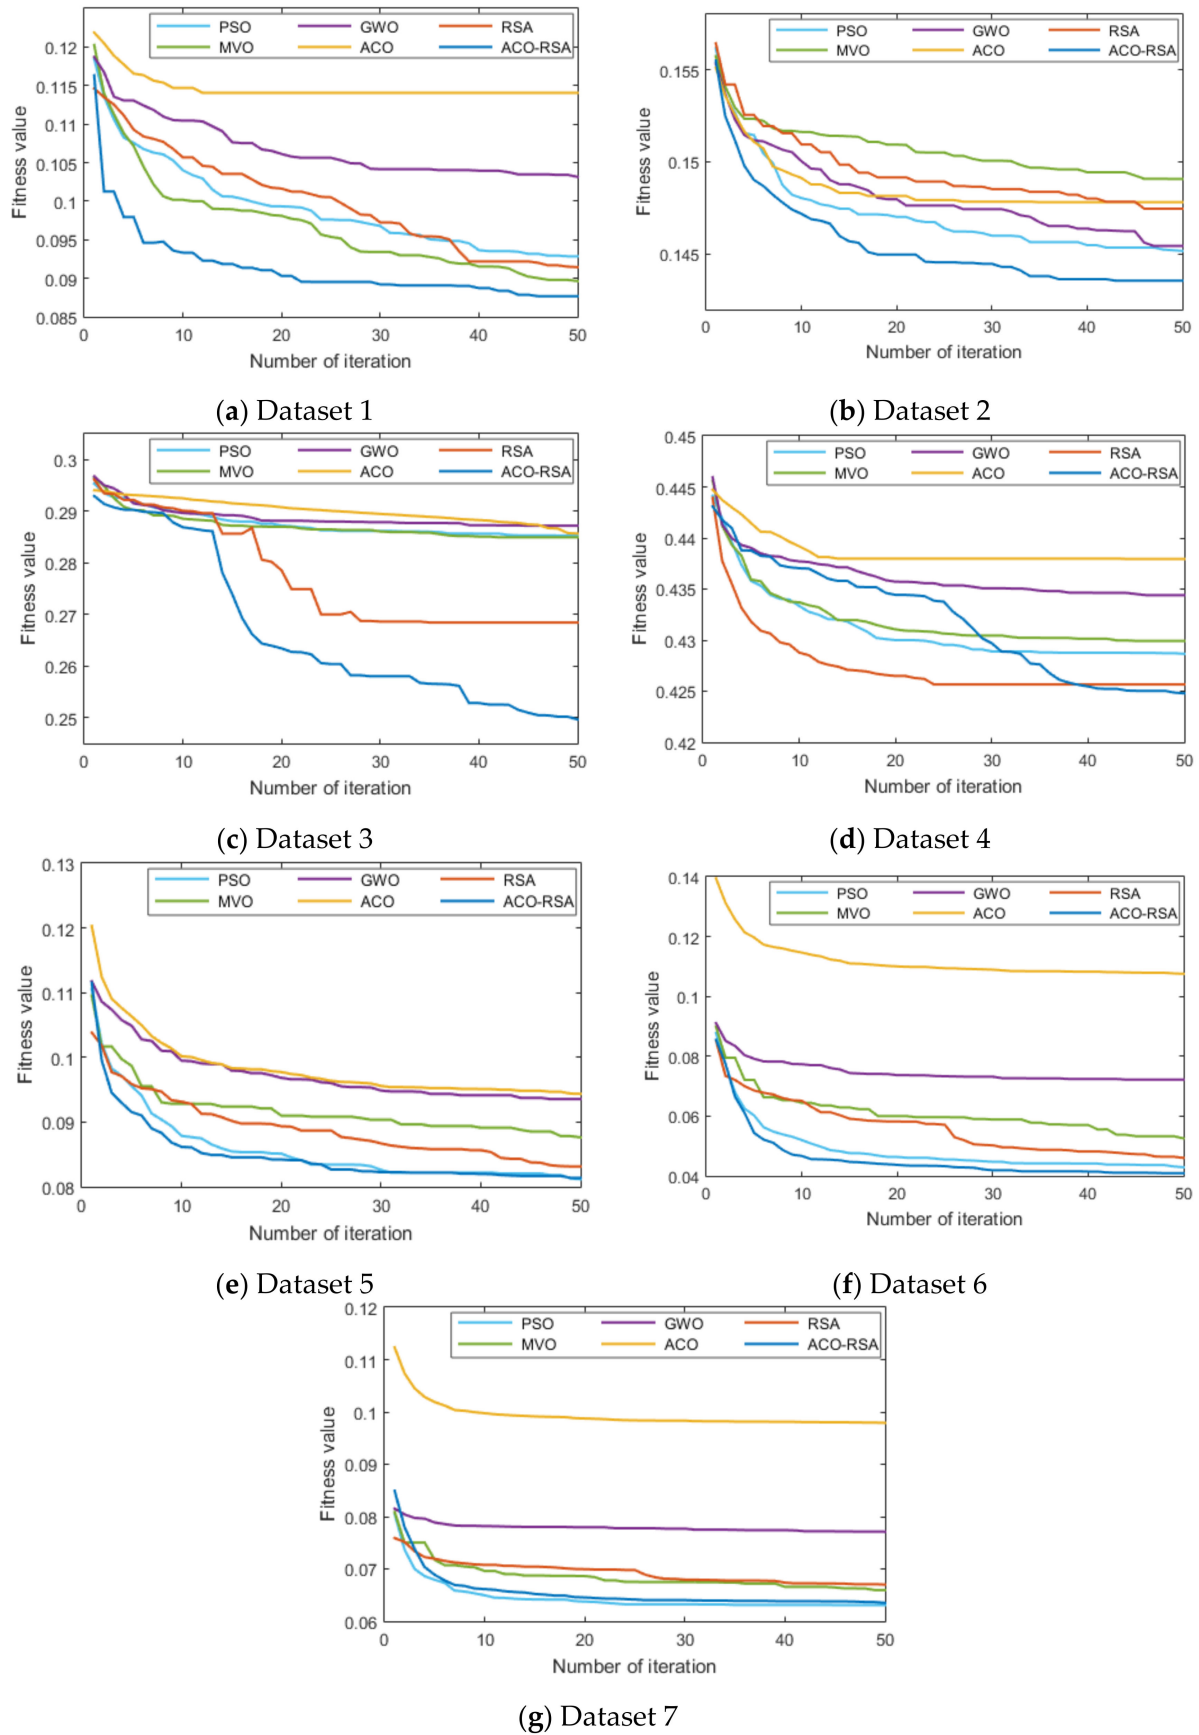 PSO GWO RSA
MVO ACO ACO-RSA
0.12
0.115
0.11
0.105
0.1
0.095
0.09
0.085
Fitness value
0 10 20 30 40 50
Number of iteration
(a) Dataset 1
PSO GWO RSA
MVO ACO ACO-RSA
0.155
0.15
0.145
Fitness value
0 10 20 30 40 50
Number of iteration
(b) Dataset 2
PSO GWO RSA
MVO ACO ACO-RSA
0.3
0.29
0.28
0.27
0.26
0.25
Fitness value
0 10 20 30 40 50
Number of iteration
(c) Dataset 3
PSO GWO RSA
MVO ACO ACO-RSA
0.45
0.445
0.44
0.435
0.43
0.425
0.42
Fitness value
0 10 20 30 40 50
Number of iteration
(d) Dataset 4
PSO GWO RSA
MVO ACO ACO-RSA
0.13
0.12
0.11
0.1
0.09
0.08
Fitness value
0 10 20 30 40 50
Number of iteration
(e) Dataset 5
PSO GWO RSA
MVO ACO ACO-RSA
0.14
0.12
0.1
0.08
0.06
0.04
Fitness value
0 10 20 30 40 50
Number of iteration
(f) Dataset 6
PSO GWO RSA
MVO ACO ACO-RSA
0.12
0.11
0.1
0.09
0.08
0.07
0.06
Fitness value
0 10 20 30 40 50
Number of iteration
(g) Dataset 7